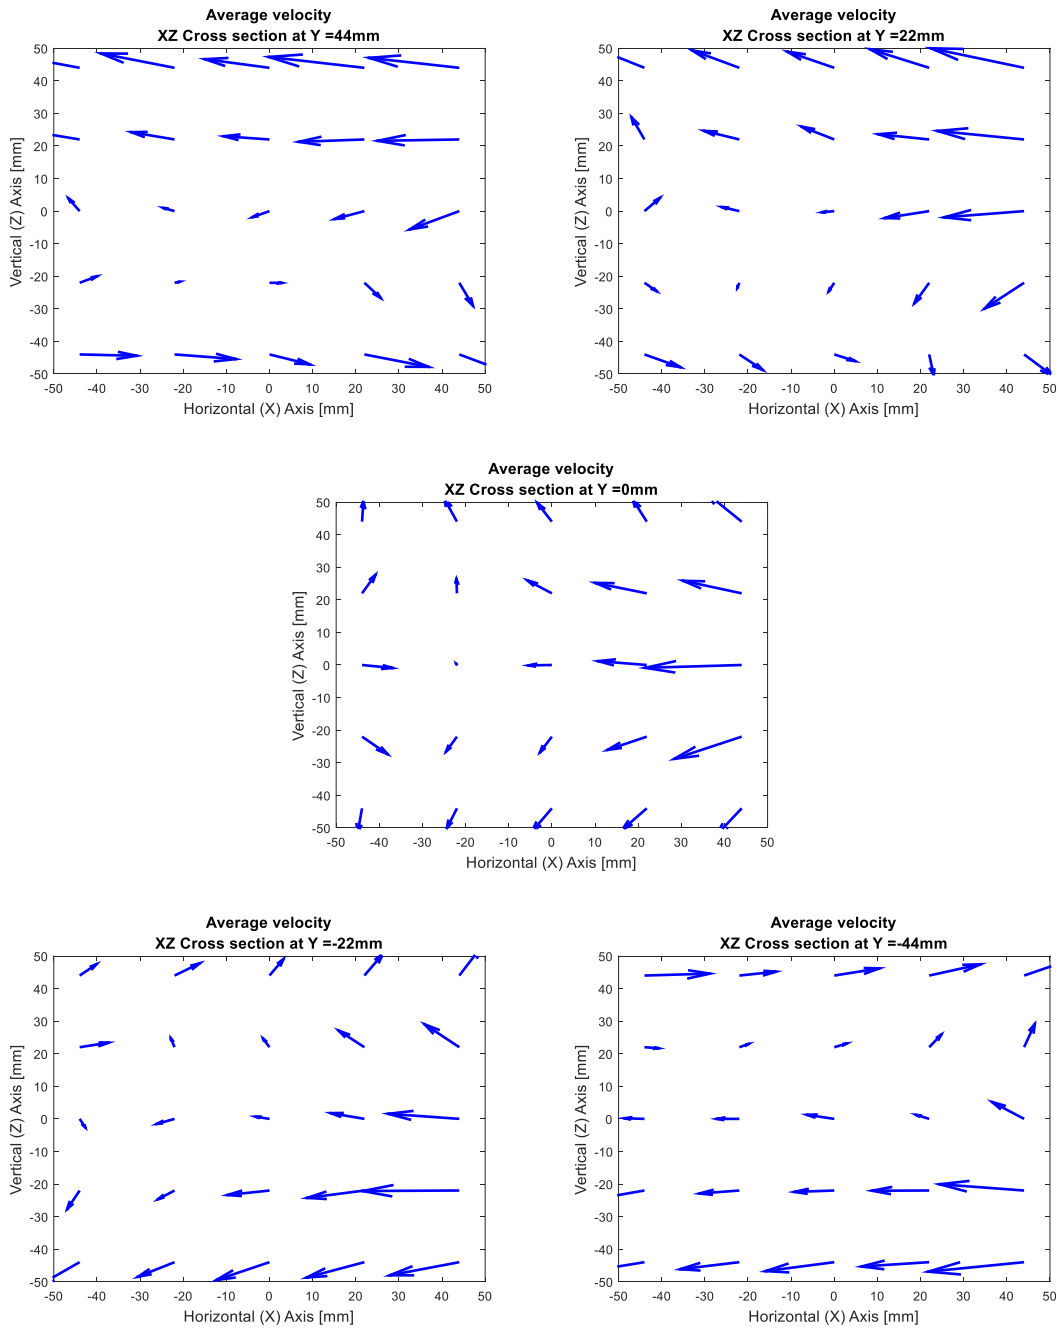 Average velocity
XZ Cross section at Y =44mm
50
40
30
20
10
0
-10
-20
-30
-40
-50
Vertical (Z) Axis [mm]
-50 -40 -30 -20 -10 0 10 20 30 40 50
Horizontal (X) Axis [mm]
Average velocity
XZ Cross section at Y =22mm
50
40
30
20
10
0
-10
-20
-30
-40
-50
Vertical (Z) Axis [mm]
-50 -40 -30 -20 -10 0 10 20 30 40 50
Horizontal (X) Axis [mm]
Average velocity
XZ Cross section at Y =0mm
50
40
30
20
10
0
-10
-20
-30
-40
-50
Vertical (Z) Axis [mm]
-50 -40 -30 -20 -10 0 10 20 30 40 50
Horizontal (X) Axis [mm]
Average velocity
XZ Cross section at Y =-22mm
50
40
30
20
10
0
-10
-20
-30
-40
-50
Vertical (Z) Axis [mm]
-50 -40 -30 -20 -10 0 10 20 30 40 50
Horizontal (X) Axis [mm]
Average velocity
XZ Cross section at Y =-44mm
50
40
30
20
10
0
-10
-20
-30
-40
-50
Vertical (Z) Axis [mm]
-50 -40 -30 -20 -10 0 10 20 30 40 50
Horizontal (X) Axis [mm]